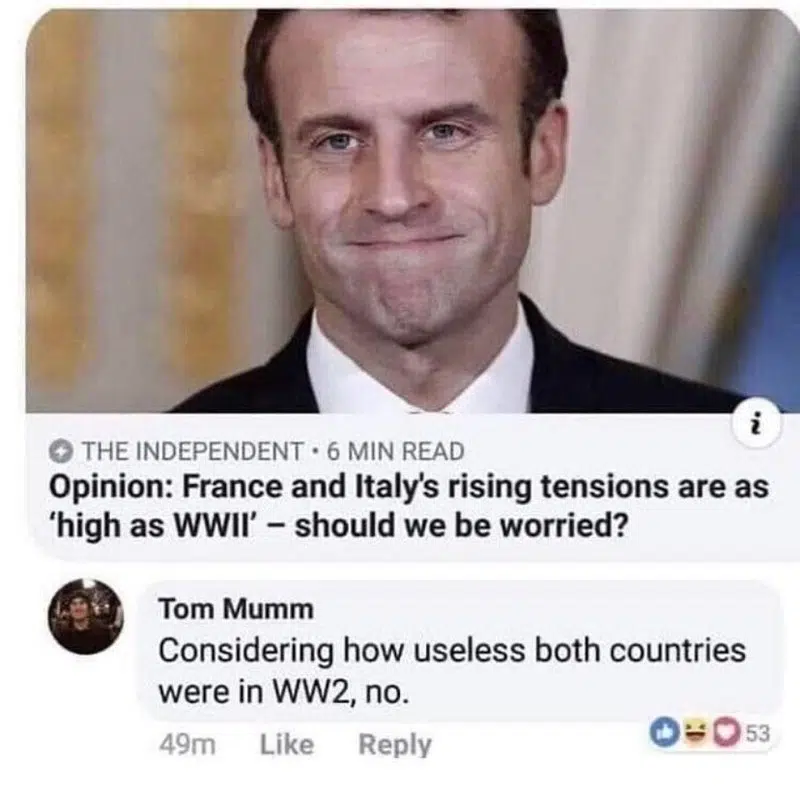 THE INDEPENDENT • 6 MIN READ
i
Opinion: France and Italy's rising tensions are as
‘high as WWII’ – should we be worried?
Tom Mumm
Considering how useless both countries
were in WW2, no.
49m Like Reply 53